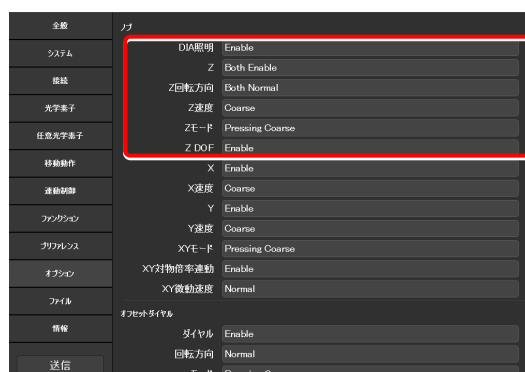 全般
システム
接続
光学素子
任意光学素子
移動動作
連動制御
ファンクション
プリファレンス
オプション
ファイル
情報
送信
ノブ
DIA照明 Enable
Z Both Enable
Z回転方向 Both Normal
Z速度 Coarse
Zモード Pressing Coarse
Z DOF Enable
X Enable
X速度 Coarse
Y Enable
Y速度 Coarse
XYモード Pressing Coarse
XY対物倍率連動 Enable
XY微動速度 Normal
オフセットダイヤル
ダイヤル Enable
回転方向 Normal